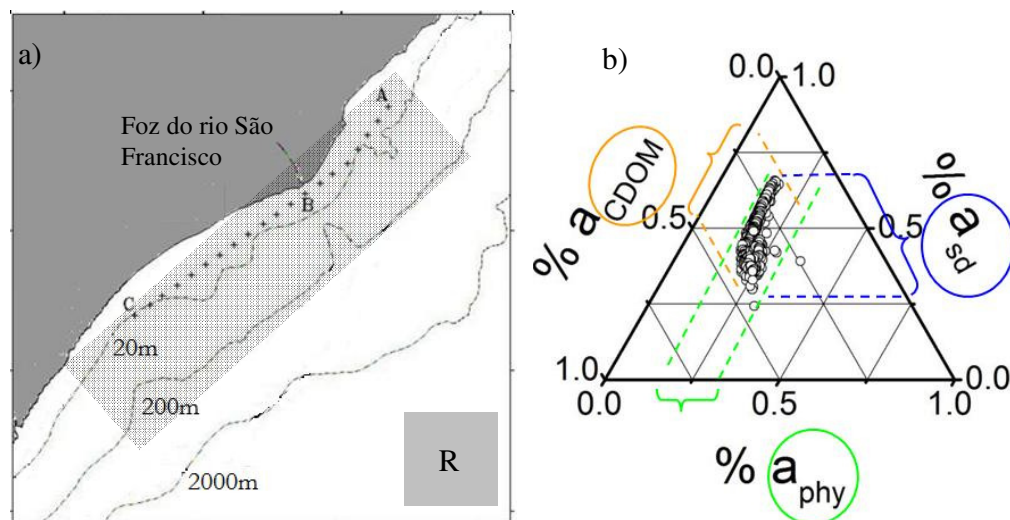 a)
Foz do rio São
Francisco
A
B
C
20m
200m
2000m
R
b)
0.0
1.0
% a CDOM
% a sd
0.5
0.5
1.0
0.0
0.0
0.5
1.0
% a phy